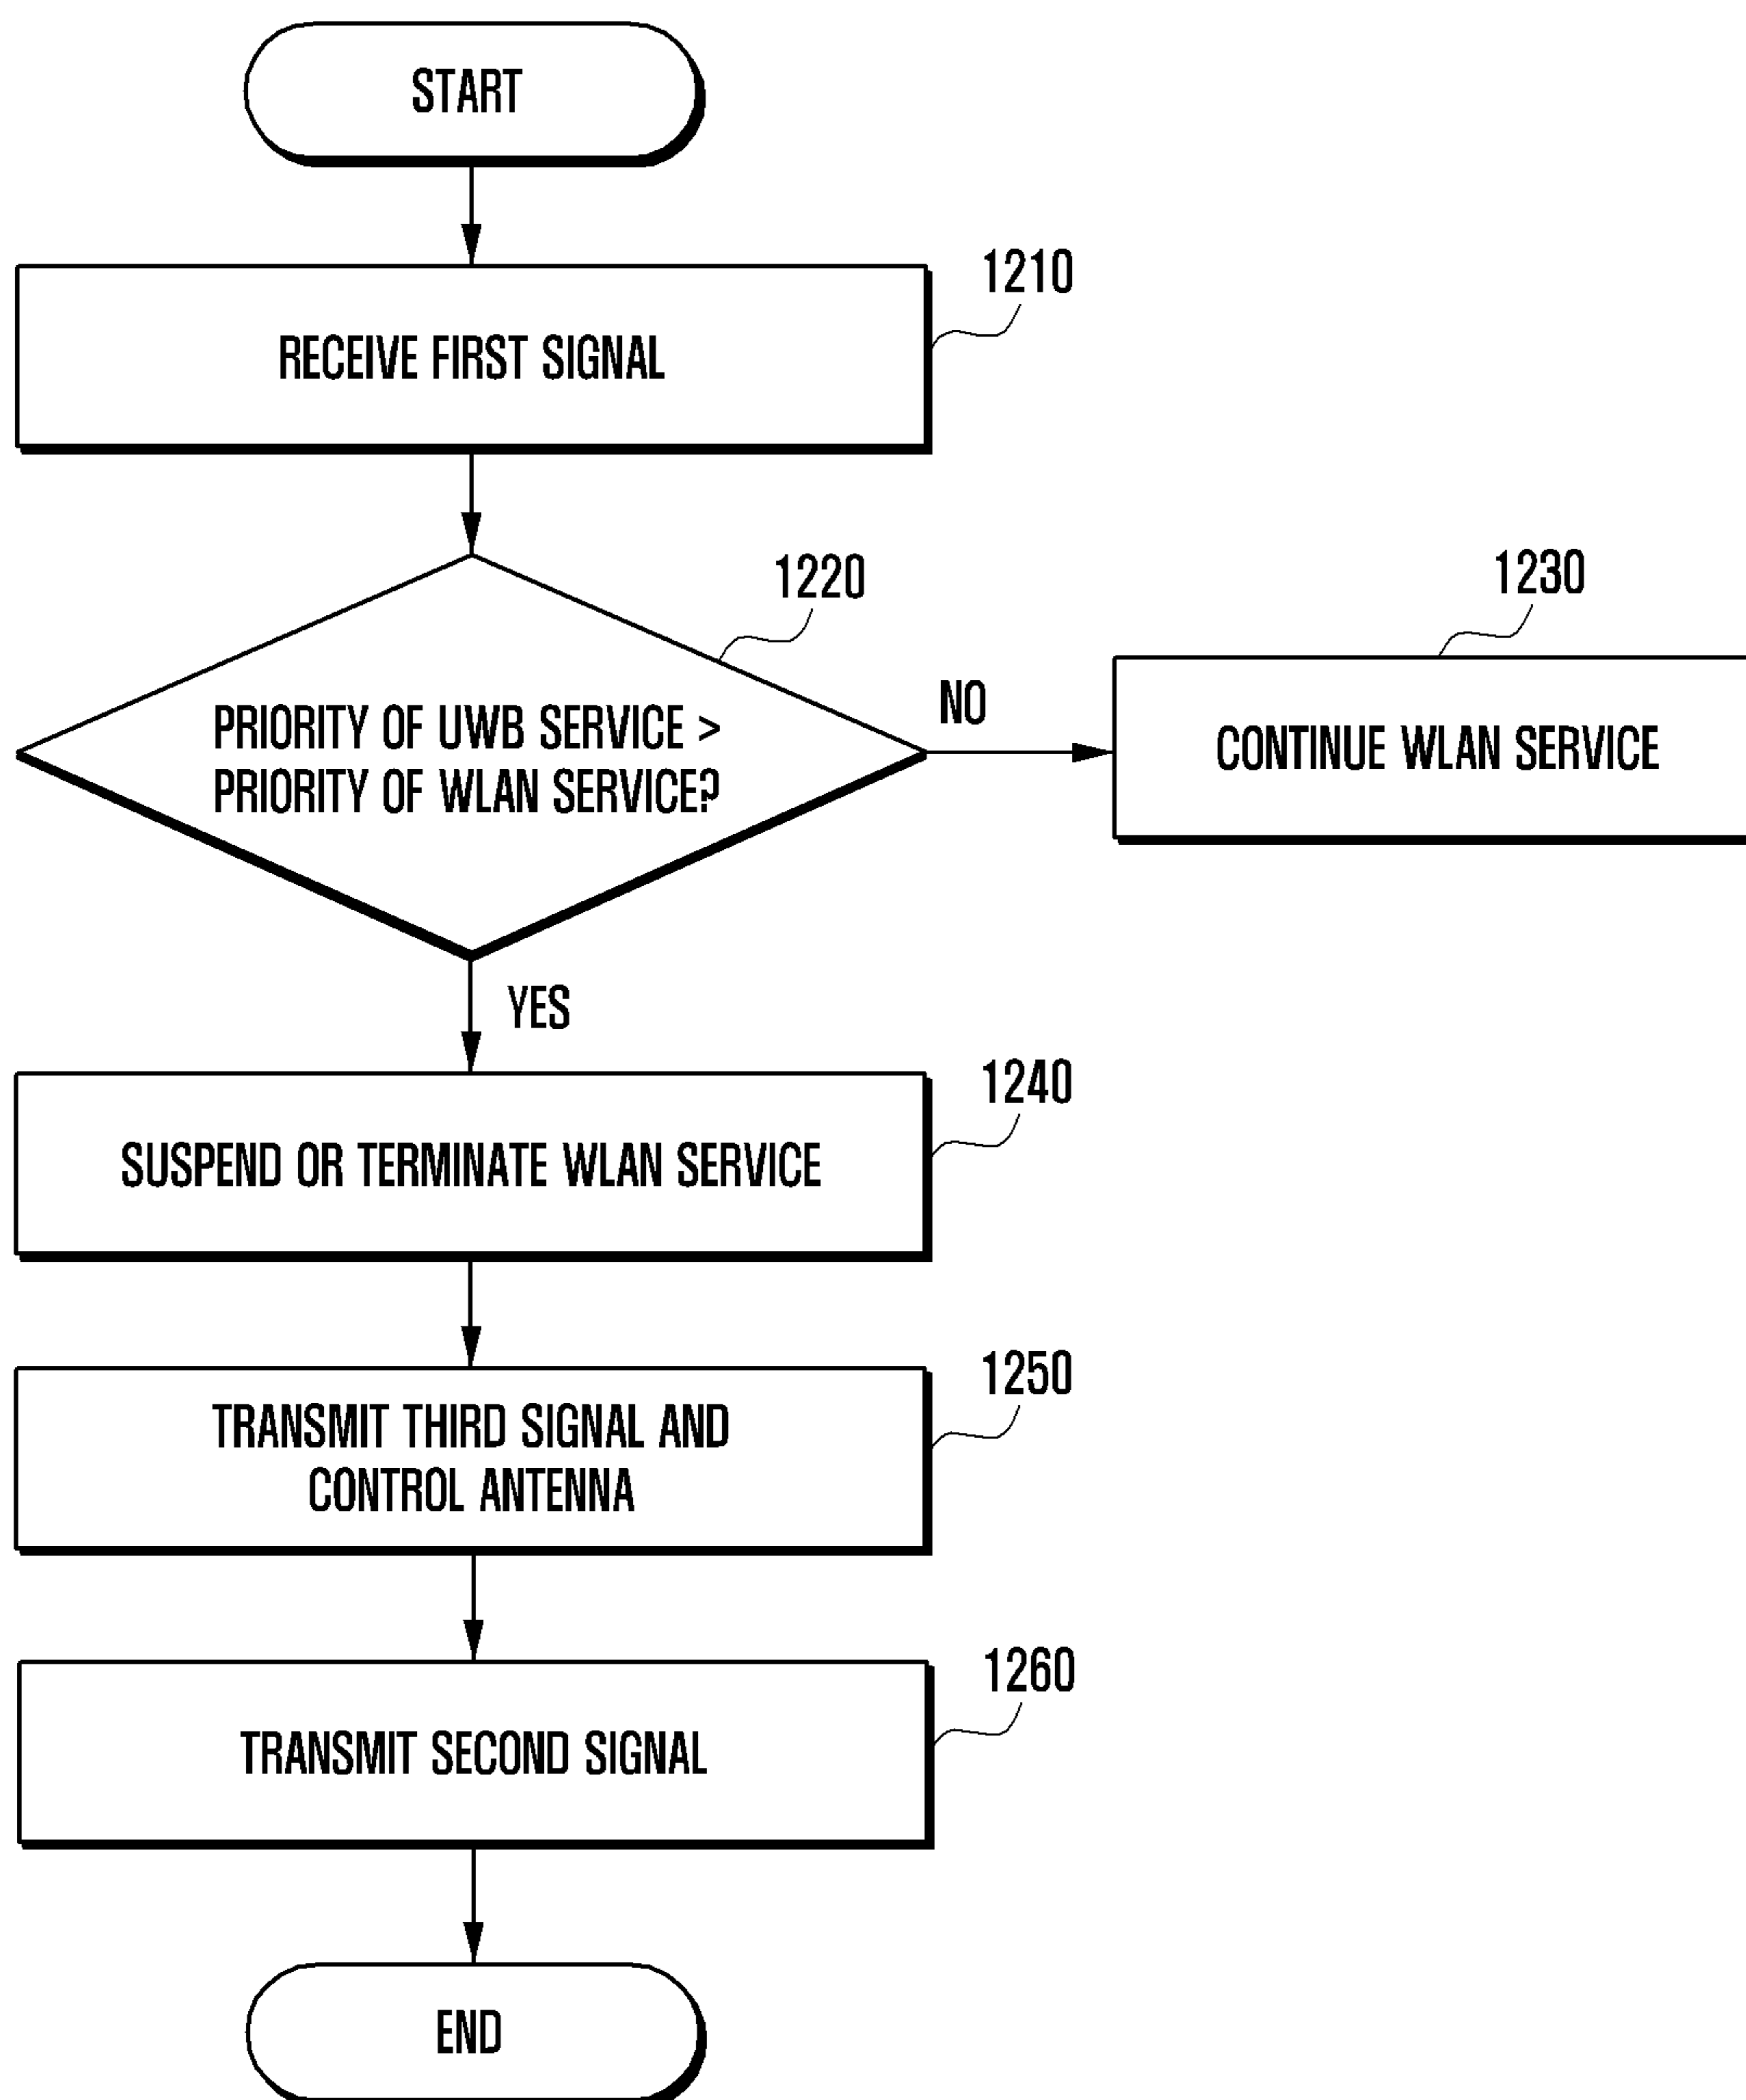 START
1210
RECEIVE FIRST SIGNAL
1220
1230
PRIORITY OF UWB SERVICE >
PRIORITY OF WLAN SERVICE?
NO
CONTINUE WLAN SERVICE
YES
1240
SUSPEND OR TERMINATE WLAN SERVICE
1250
TRANSMIT THIRD SIGNAL AND
CONTROL ANTENNA
1260
TRANSMIT SECOND SIGNAL
END